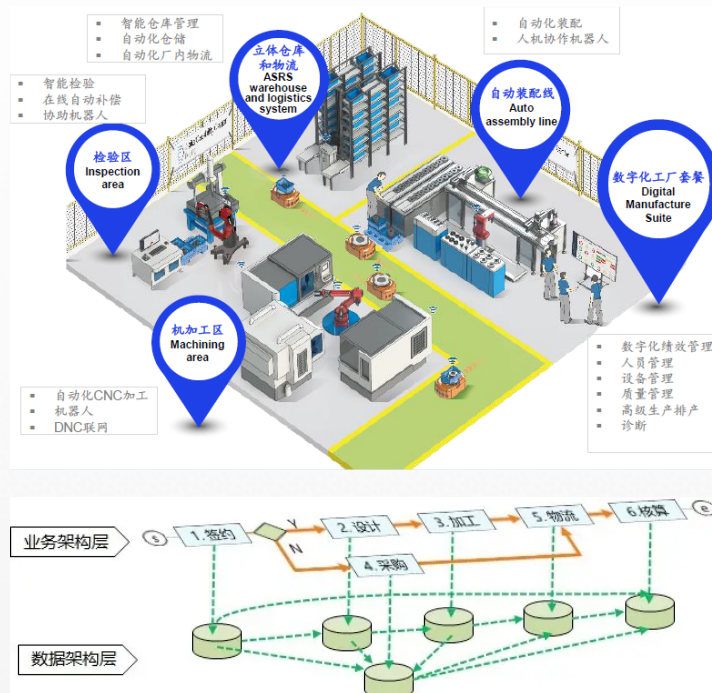 智能仓库管理
自动化仓储
自动化厂内物流
自动化装配
人机协作机器人
智能检验
在线自动补偿
协助机器人
立体仓库
和物流
ASRS
warehouse
and logistics
system
自动装配线
Auto
assembly line
检验区
Inspection
area
数字化工厂套餐
Digital
Manufacture
Suite
机加工区
Machining
area
自动化CNC加工
机器人
DNC联网
数字化绩效管理
人员管理
设备管理
质量管理
高级生产排产
诊断
业务架构层
s
1.签约
Y
N
2.设计
3.加工
4.采购
5.物流
6.核算
e
数据架构层